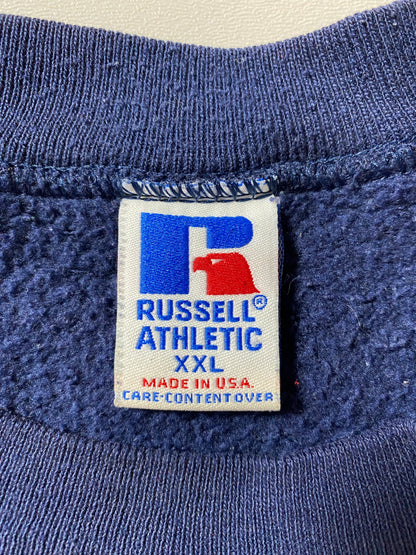 RUSSELL®
ATHLETIC
XXL
MADE IN U.S.A.
CARE-CONTENT OVER